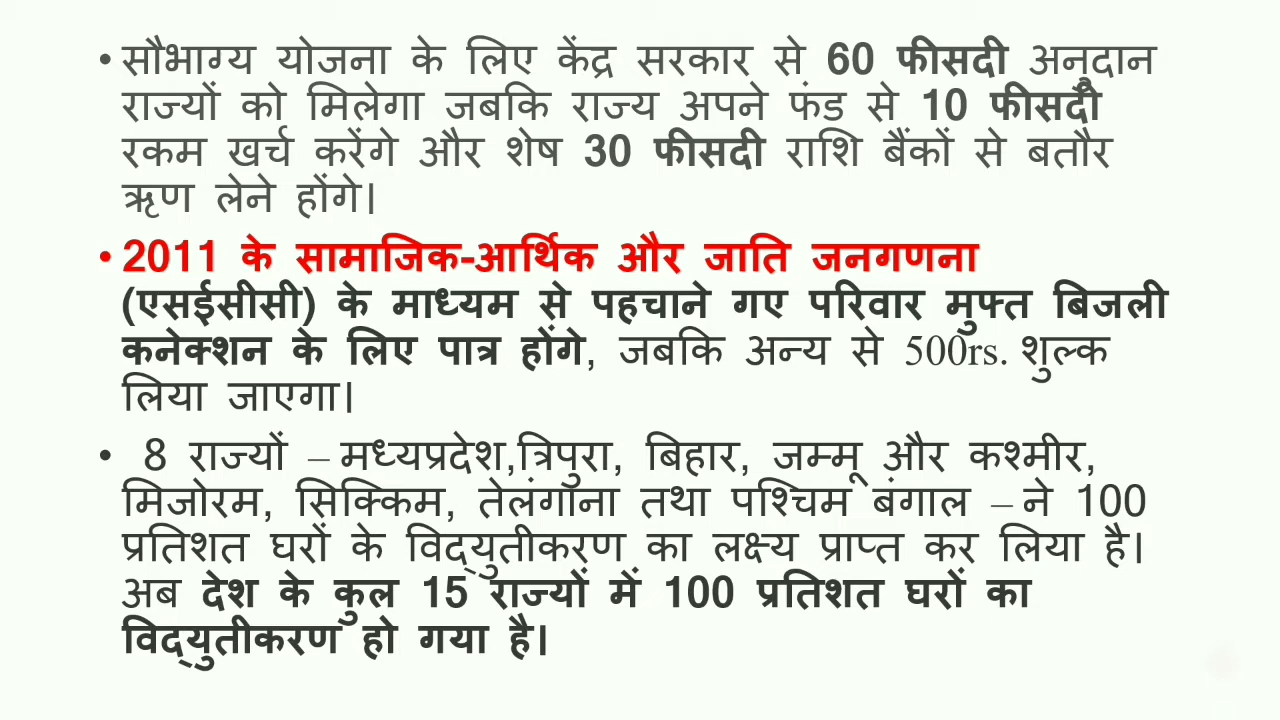 • सौभाग्य योजना के लिए केंद्र सरकार से 60 फीसदी अनुदान
राज्यों को मिलेगा जबकि राज्य अपने फंड से 10 फीसदी
रकम खर्च करेंगे और शेष 30 फीसदी राशि बैंकों से बतौर
ऋण लेने होंगे।
• 2011 के सामाजिक-आर्थिक और जाति जनगणना
(एसईसीसी) के माध्यम से पहचाने गए परिवार मुफ्त बिजली
कनेक्शन के लिए पात्र होंगे, जबकि अन्य से 500rs. शुल्क
लिया जाएगा।
• 8 राज्यों – मध्यप्रदेश,त्रिपुरा, बिहार, जम्मू और कश्मीर,
मिजोरम, सिक्किम, तेलंगाना तथा पश्चिम बंगाल – ने 100
प्रतिशत घरों के विद्युतीकरण का लक्ष्य प्राप्त कर लिया है।
अब देश के कुल 15 राज्यों में 100 प्रतिशत घरों का
विद्युतीकरण हो गया है।